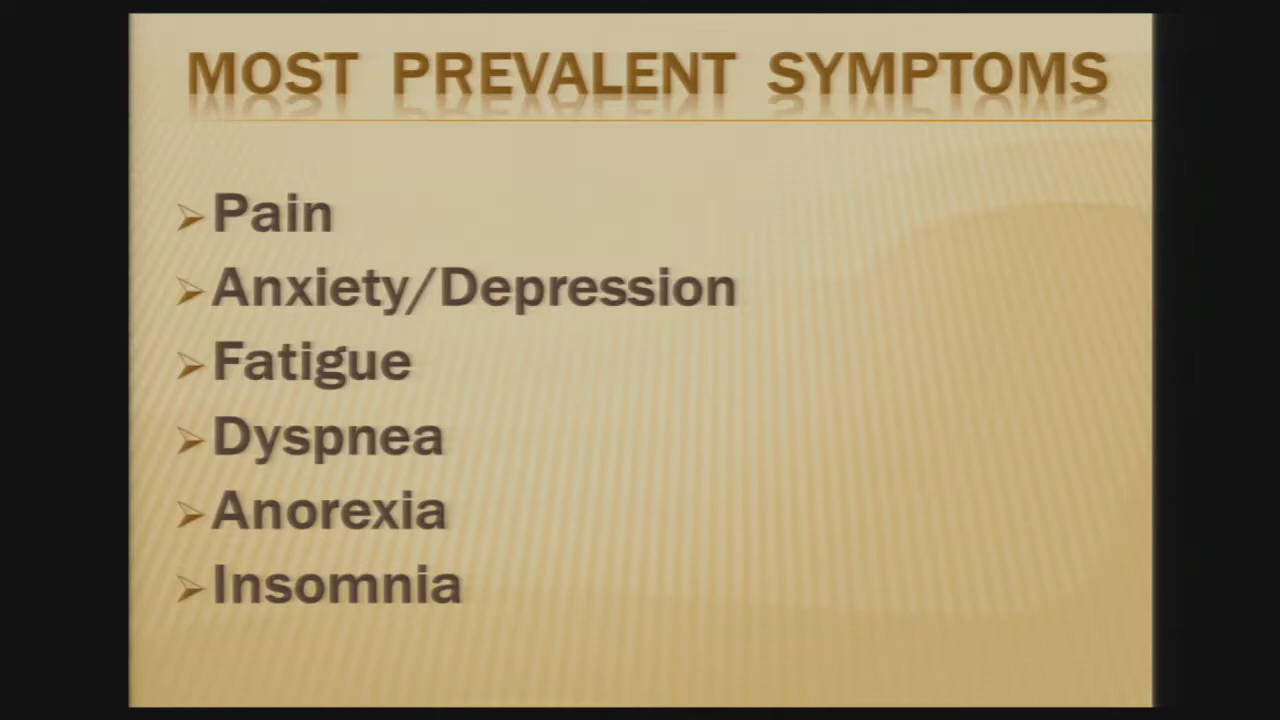 MOST PREVALENT SYMPTOMS
Pain
Anxiety/Depression
Fatigue
Dyspnea
Anorexia
Insomnia